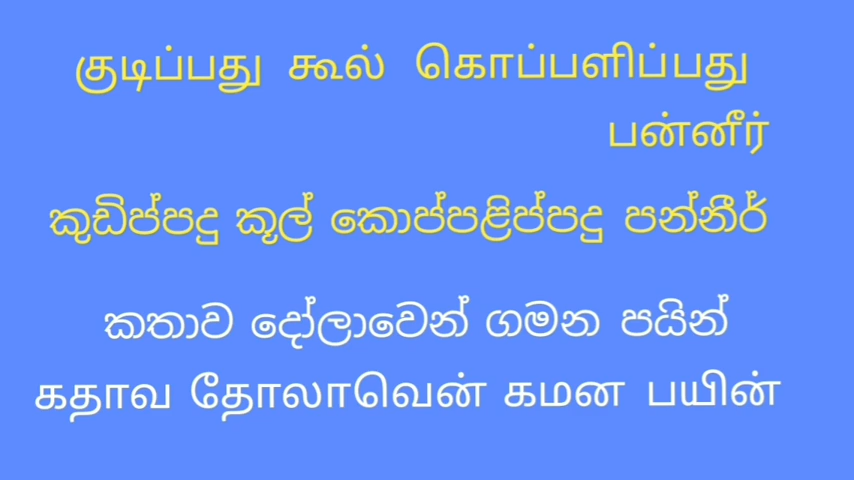 குடிப்பது கூல் கொப்பளிப்பது
பன்னீர்
කුඩිප්පදු කූල් කොප්පළිප්පදු පන්නීර්
කතාව දෝලාවෙන් ගමන පයින්
கதாவ தோலாவென் கமன பயின்